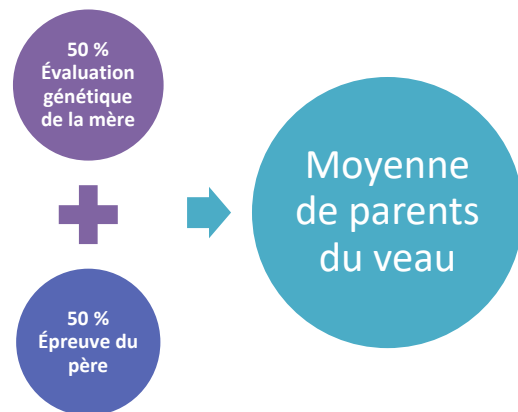 50 %
Évaluation
génétique
de la mère
50 %
Épreuve du
père
Moyenne
de parents
du veau